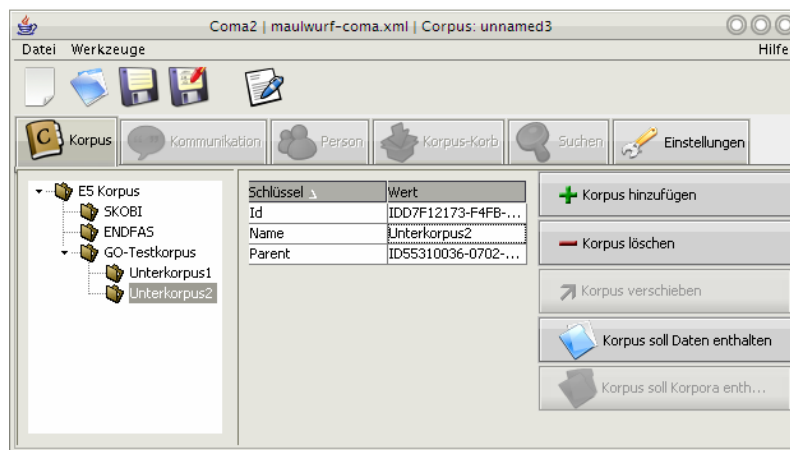 Coma2 | maulwurf-coma.xml | Corpus: unnamed3
Datei Werkzeuge Hilfe
Korpus Kommunikation Person Korpus-Korb Suchen Einstellungen
E5 Korpus
SKOBI
ENDFAS
GO-Testkorpus
Unterkorpus1
Unterkorpus2
Schlüssel Wert
Id IDD7F12173-F4FB-...
Name Unterkorpus2
Parent ID55310036-0702-...
Korpus hinzufügen
Korpus löschen
Korpus verschieben
Korpus soll Daten enthalten
Korpus soll Korpora enth...